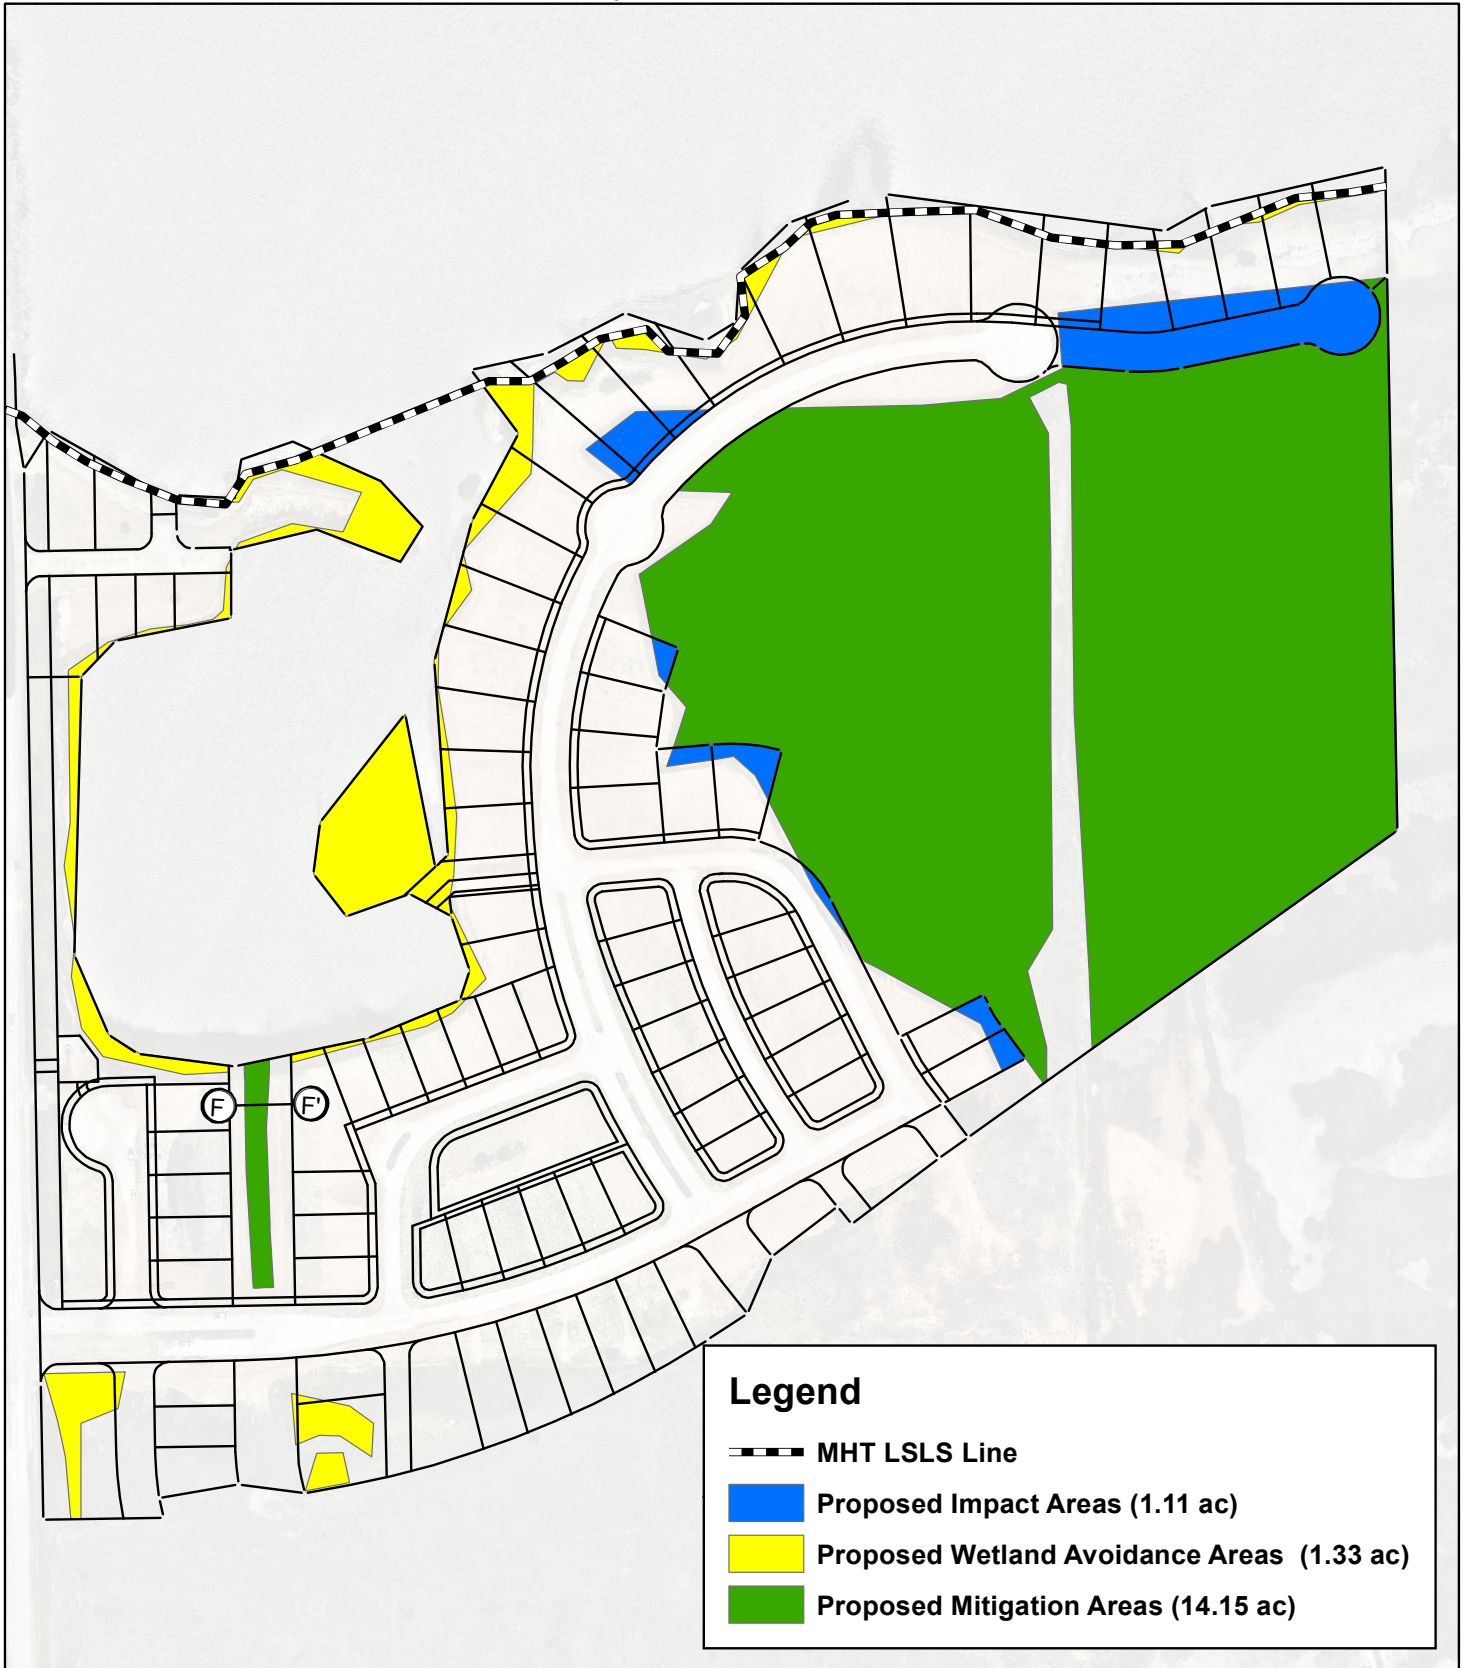 F
F'
Legend
MHT LSLS Line
Proposed Impact Areas (1.11 ac)
Proposed Wetland Avoidance Areas (1.33 ac)
Proposed Mitigation Areas (14.15 ac)